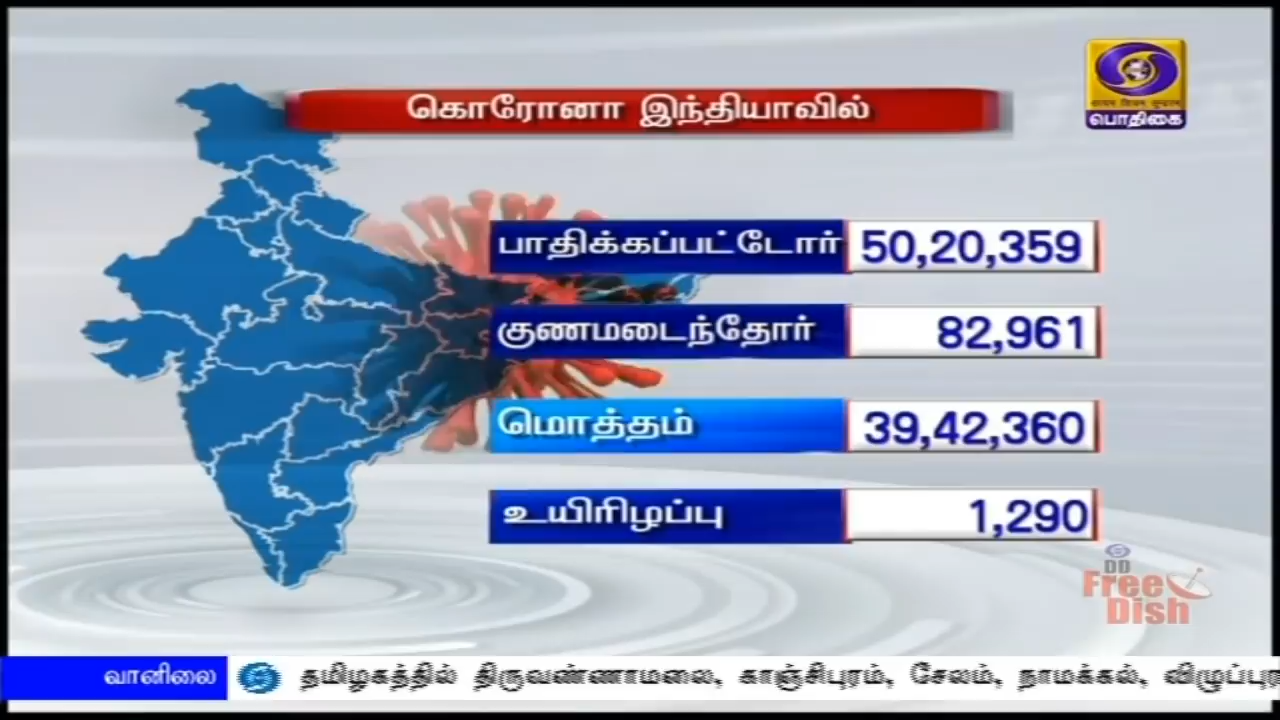 கொரோனா இந்தியாவில்
பொதிகை
பாதிக்கப்பட்டோர் 50,20,359
குணமடைந்தோர் 82,961
மொத்தம் 39,42,360
உயிரிழப்பு 1,290
DD
Free
Dish
வானிலை தமிழகத்தில் திருவண்ணாமலை, காஞ்சிபுரம், சேலம், நாமக்கல்,